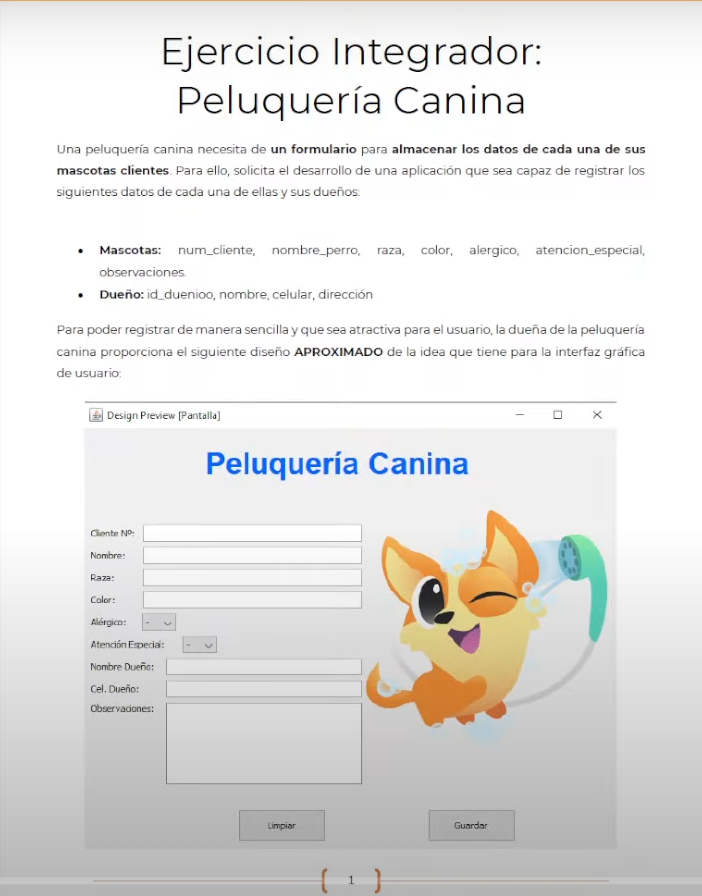 Ejercicio Integrador:
Peluquería Canina
Una peluquería canina necesita de un formulario para almacenar los datos de cada una de sus
mascotas clientes. Para ello, solicita el desarrollo de una aplicación que sea capaz de registrar los
siguientes datos de cada una de ellas y sus dueños:
• Mascotas: num_cliente, nombre_perro, raza, color, alergico, atencion_especial,
observaciones.
• Dueño: id_duenioo, nombre, celular, dirección
Para poder registrar de manera sencilla y que sea atractiva para el usuario, la dueña de la peluquería
canina proporciona el siguiente diseño APROXIMADO de la idea que tiene para la interfaz gráfica
de usuario:
Design Preview [Pantalla]
Peluquería Canina
Cliente Nº:
Nombre:
Raza:
Color:
Alérgico: -
Atención Especial: -
Nombre Dueño:
Cel. Dueño:
Observaciones:
Limpiar Guardar
1